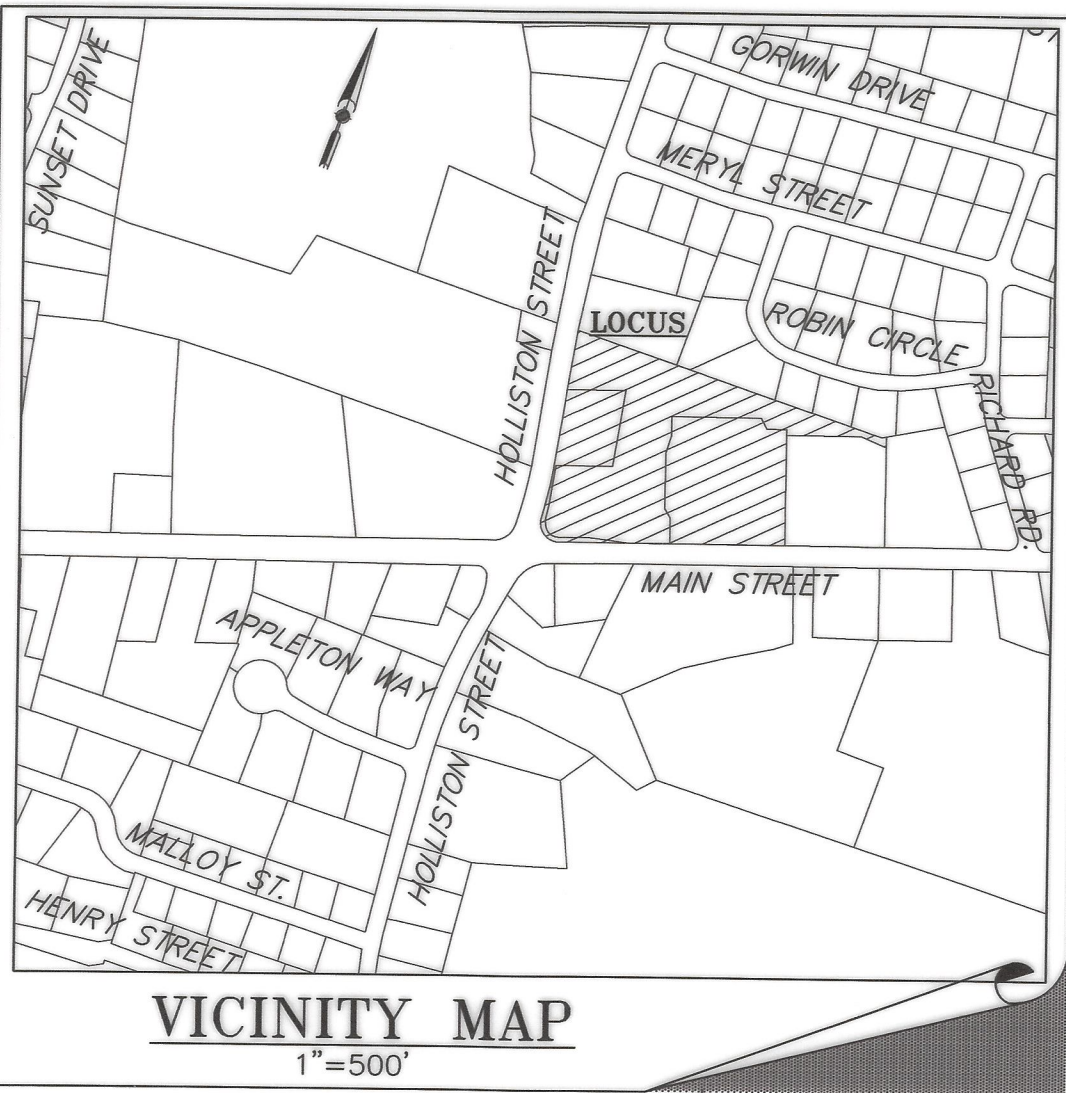 SUNSET DRIVE
GORWIN DRIVE
MERYL STREET
HOLLISTON STREET
LOCUS
ROBIN CIRCLE
RICHARD RD.
MAIN STREET
APPLETON WAY
HOLLISTON STREET
MALLOY ST.
HENRY STREET
VICINITY MAP
1"=500'